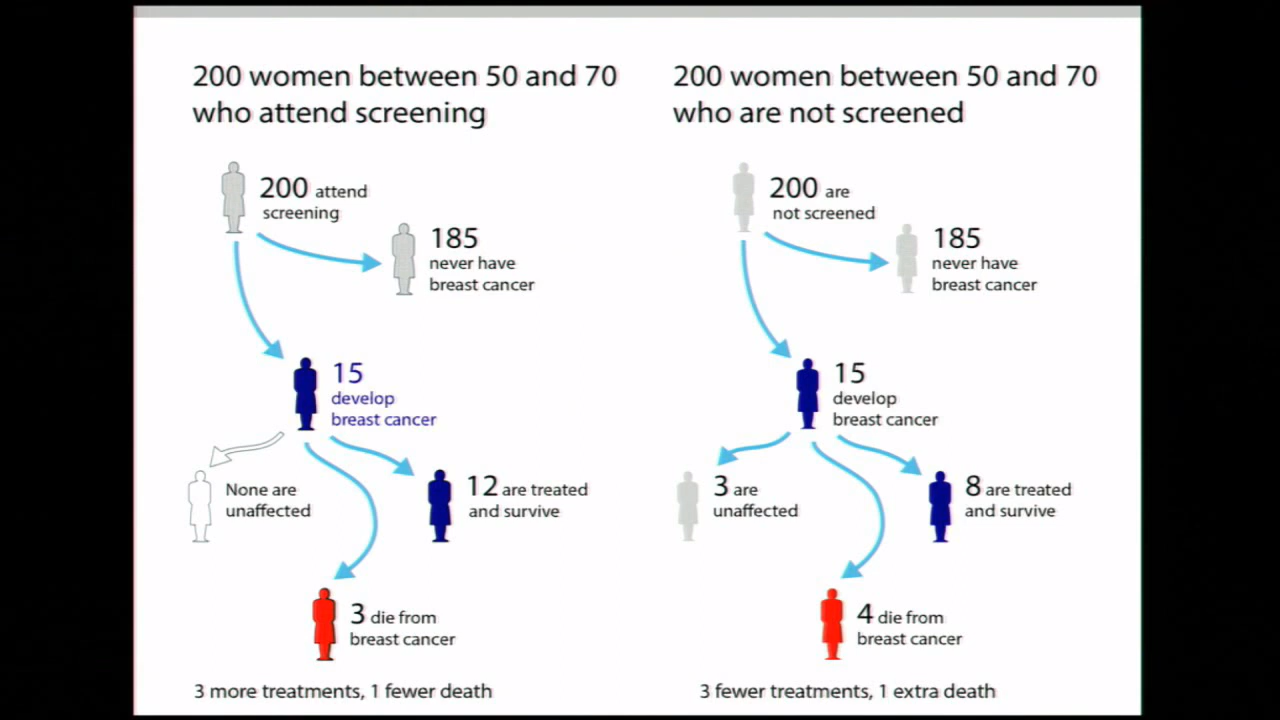 200 women between 50 and 70
who attend screening
200 attend
screening
185
never have
breast cancer
15
develop
breast cancer
None are
unaffected
12 are treated
and survive
3 die from
breast cancer
3 more treatments, 1 fewer death
200 women between 50 and 70
who are not screened
200 are
not screened
185
never have
breast cancer
15
develop
breast cancer
3 are
unaffected
8 are treated
and survive
4 die from
breast cancer
3 fewer treatments, 1 extra death